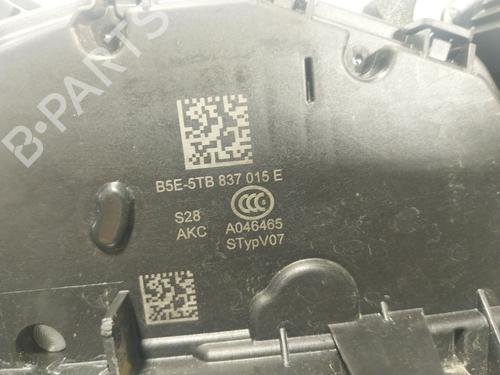 B-PARTS
B5E-5TB 837 015 E
S28
CCC
AKC
A046465
STypV07